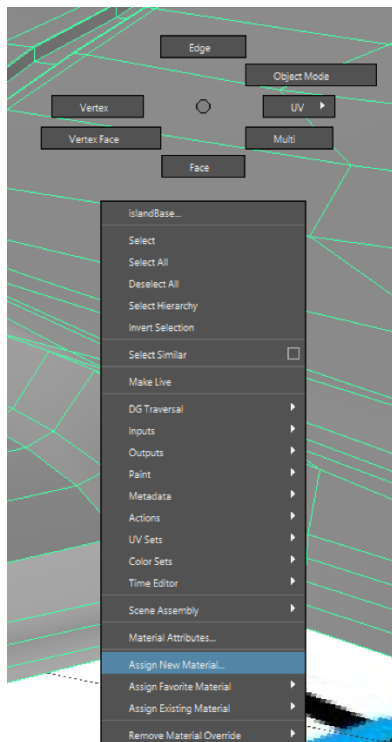 Edge
Object Mode
Vertex
UV
Vertex Face
Multi
Face
islandBase...
Select
Select All
Deselect All
Select Hierarchy
Invert Selection
Select Similar
Make Live
DG Traversal
Inputs
Outputs
Paint
Metadata
Actions
UV Sets
Color Sets
Time Editor
Scene Assembly
Material Attributes...
Assign New Material...
Assign Favorite Material
Assign Existing Material
Remove Material Override